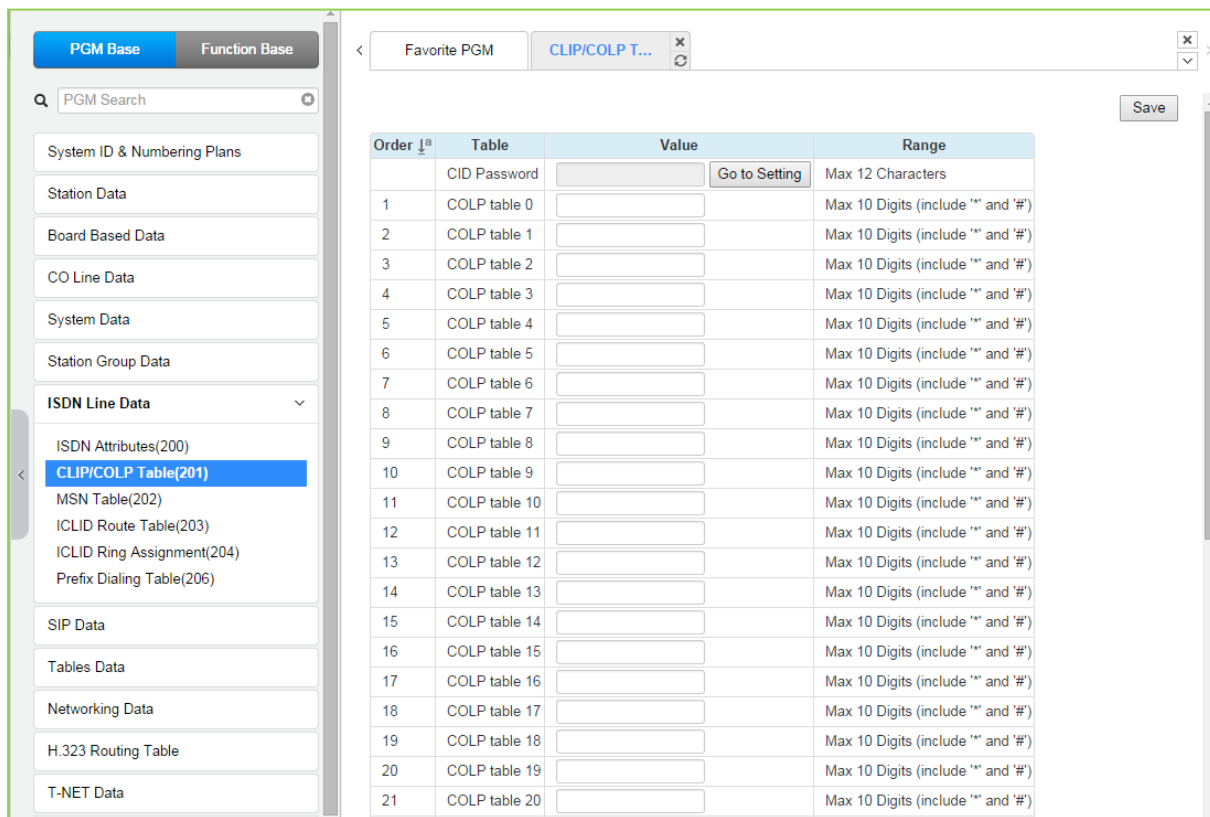 PGM Base Function Base
PGM Search
System ID & Numbering Plans
Station Data
Board Based Data
CO Line Data
System Data
Station Group Data
ISDN Line Data
ISDN Attributes(200)
CLIP/COLP Table(201)
MSN Table(202)
ICLID Route Table(203)
ICLID Ring Assignment(204)
Prefix Dialing Table(206)
SIP Data
Tables Data
Networking Data
H.323 Routing Table
T-NET Data
Favorite PGM CLIP/COLP T...
Save
Order Table Value Range
CID Password Go to Setting Max 12 Characters
1 COLP table 0 Max 10 Digits (include '*' and '#')
2 COLP table 1 Max 10 Digits (include '*' and '#')
3 COLP table 2 Max 10 Digits (include '*' and '#')
4 COLP table 3 Max 10 Digits (include '*' and '#')
5 COLP table 4 Max 10 Digits (include '*' and '#')
6 COLP table 5 Max 10 Digits (include '*' and '#')
7 COLP table 6 Max 10 Digits (include '*' and '#')
8 COLP table 7 Max 10 Digits (include '*' and '#')
9 COLP table 8 Max 10 Digits (include '*' and '#')
10 COLP table 9 Max 10 Digits (include '*' and '#')
11 COLP table 10 Max 10 Digits (include '*' and '#')
12 COLP table 11 Max 10 Digits (include '*' and '#')
13 COLP table 12 Max 10 Digits (include '*' and '#')
14 COLP table 13 Max 10 Digits (include '*' and '#')
15 COLP table 14 Max 10 Digits (include '*' and '#')
16 COLP table 15 Max 10 Digits (include '*' and '#')
17 COLP table 16 Max 10 Digits (include '*' and '#')
18 COLP table 17 Max 10 Digits (include '*' and '#')
19 COLP table 18 Max 10 Digits (include '*' and '#')
20 COLP table 19 Max 10 Digits (include '*' and '#')
21 COLP table 20 Max 10 Digits (include '*' and '#')